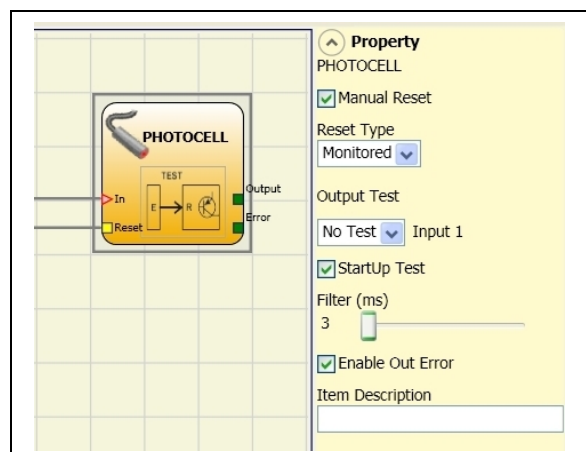 PHOTOCELL
TEST
In
E
R
Output
Reset
Error
Property
PHOTOCELL
Manual Reset
Reset Type
Monitored
Output Test
No Test Input 1
StartUp Test
Filter (ms)
3
Enable Out Error
Item Description